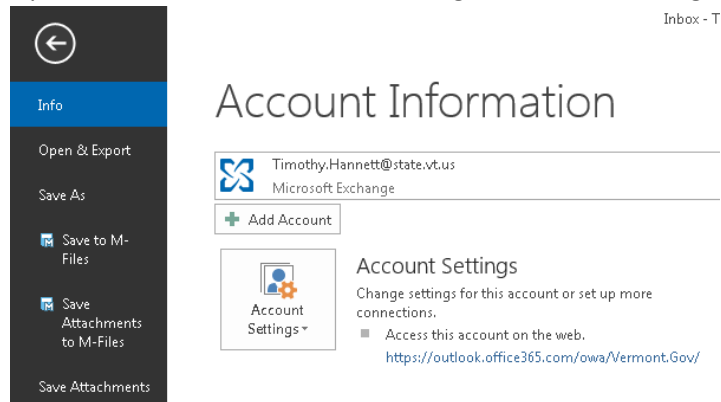 Inbox - T
Info
Open & Export
Save As
Save to M-
Files
Save
Attachments
to M-Files
Save Attachments
Account Information
Timothy.Hannett@state.vt.us
Microsoft Exchange
Add Account
Account
Settings
Account Settings
Change settings for this account or set up more
connections.
Access this account on the web.
https://outlook.office365.com/owa/Vermont.Gov/